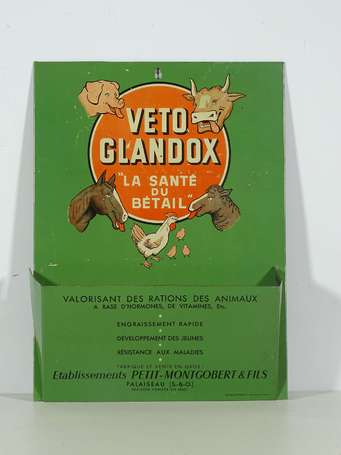 VETO
GLANDOX
"LA SANTÉ
DU
BÉTAIL"
VALORISANT DES RATIONS DES ANIMAUX
A BASE D'HORMONES, DE VITAMINES, Etc.
ENGRAISSEMENT RAPIDE
DEVELOPPEMENT DES JEUNES
RÉSISTANCE AUX MALADIES
FABRIQUÉ ET VENDU EN GROS
Etablissements PETIT-MONTGOBERT & FILS
PALAISEAU (S.-&-O.)